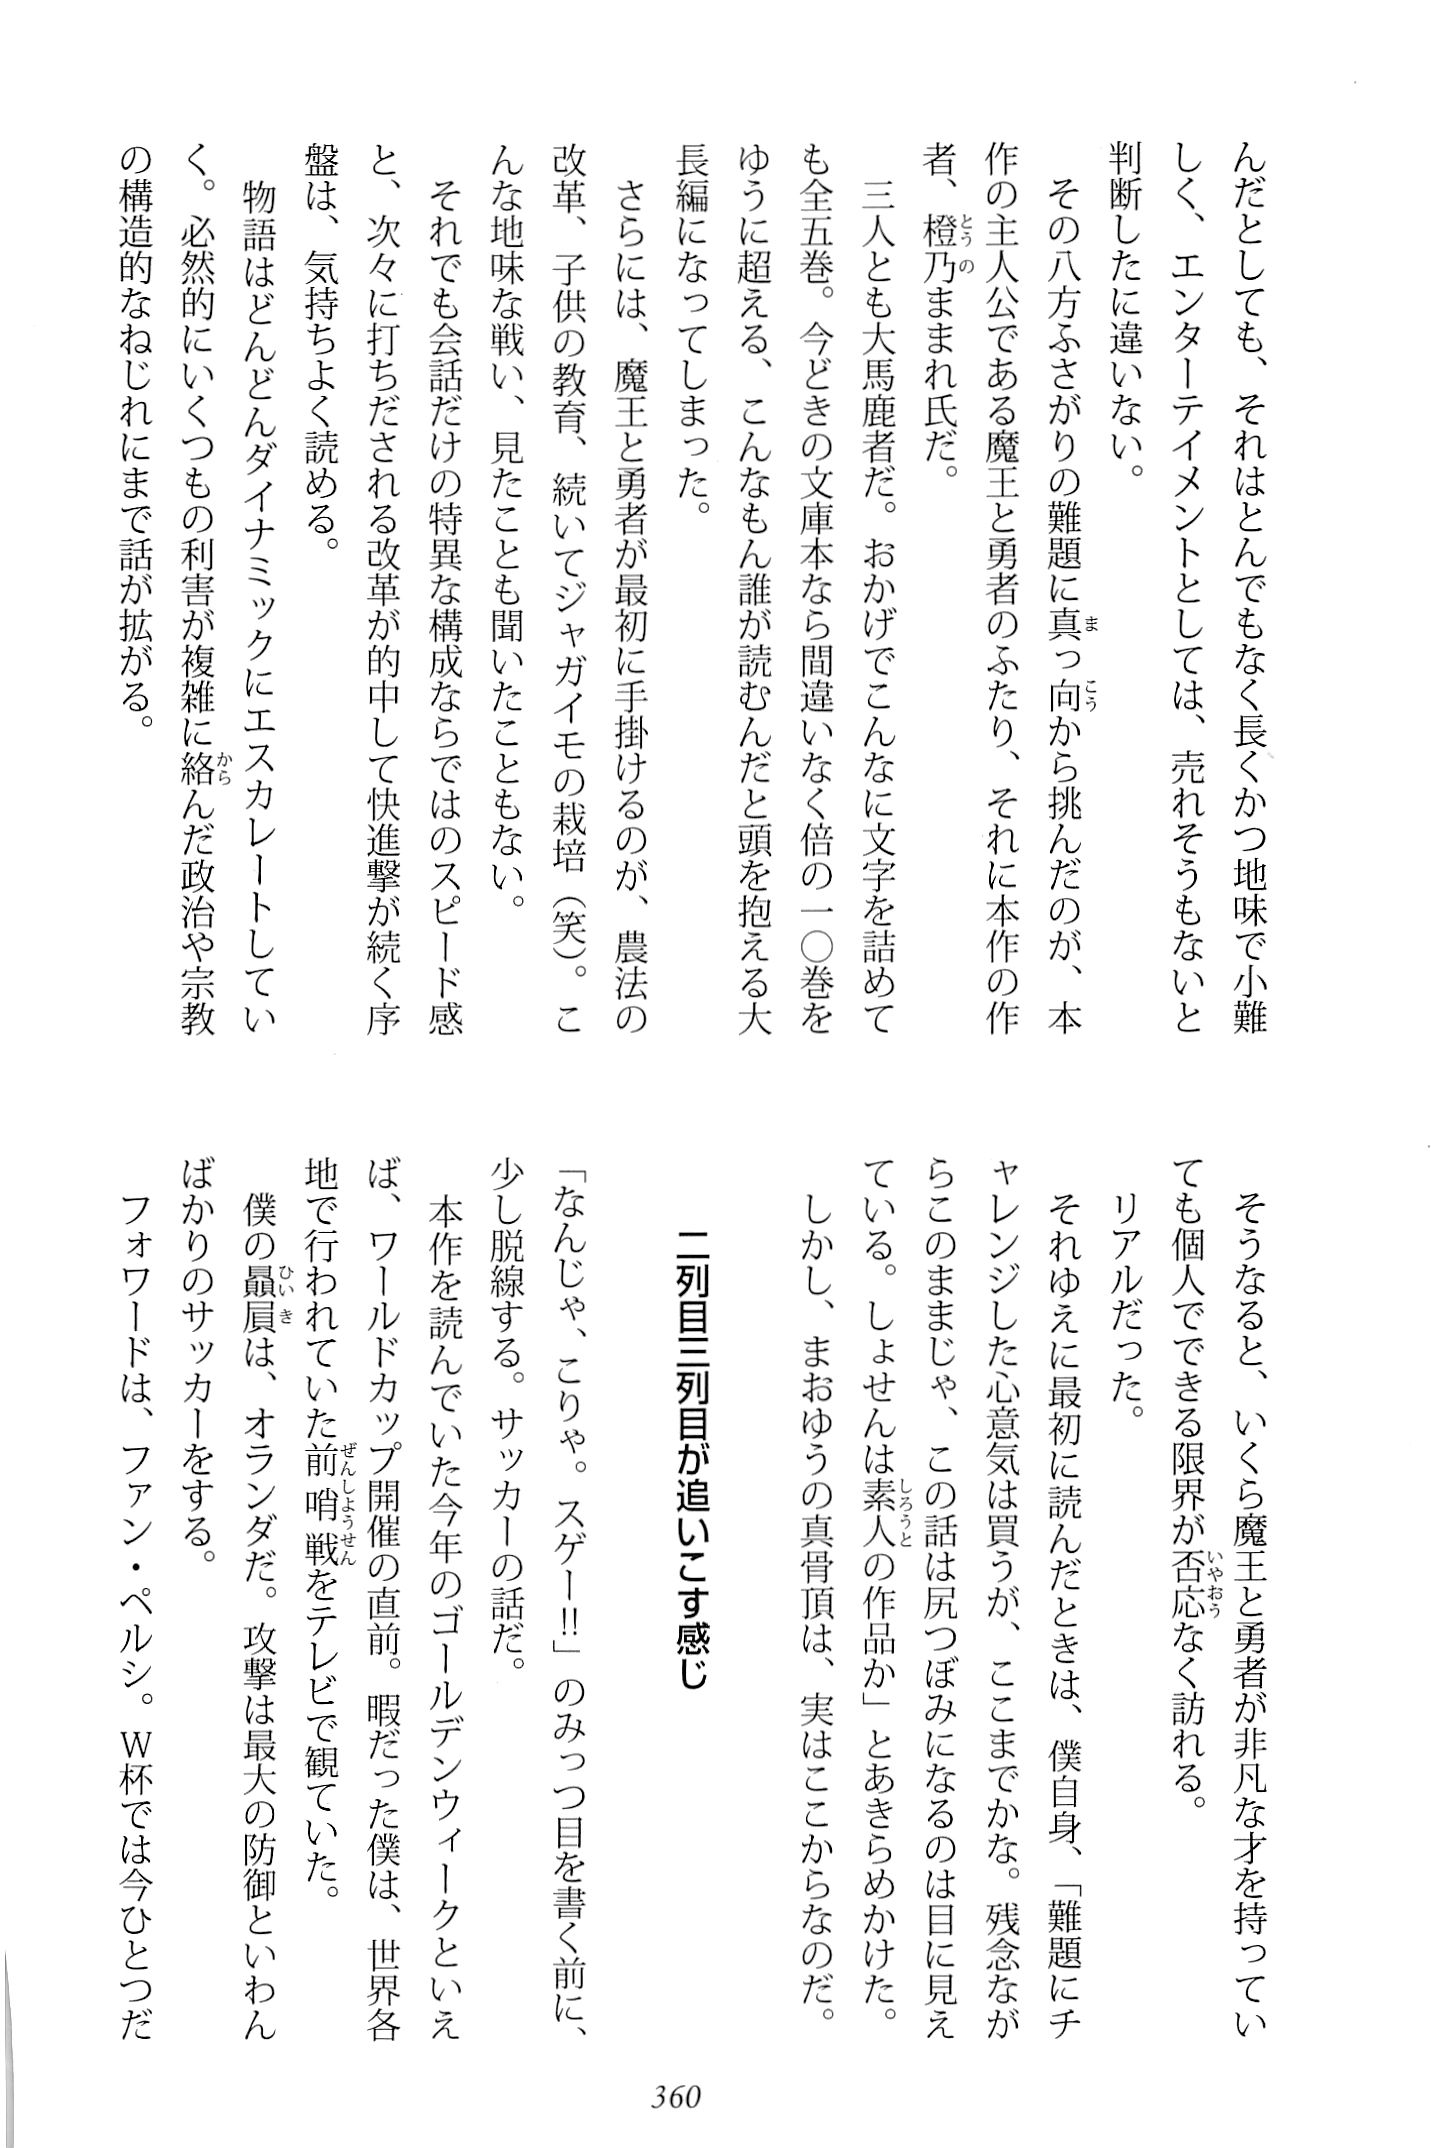 んだとしても、それはとんでもなく長くかつ地味で小難
しく、エンターテイメントとしては、売れそうもないと
判断したに違いない。
その八方ふさがりの難題に真っ向から挑んだのが、本
作の主人公である魔王と勇者のふたり、それに本作の作
者、橙乃ままれ氏だ。
三人とも大馬鹿者だ。おかげでこんなに文字を詰めて
も全五巻。今どきの文庫本なら間違いなく倍の一〇巻を
ゆうに超える、こんなもん誰が読むんだと頭を抱える大
長編になってしまった。
さらには、魔王と勇者が最初に手掛けるのが、農法の
改革、子供の教育、続いてジャガイモの栽培（笑）。こ
んな地味な戦い、見たことも聞いたこともない。
それでも会話だけの特異な構成ならではのスピード感
と、次々に打ちだされる改革が的中して快進撃が続く序
盤は、気持ちよく読める。
物語はどんどんダイナミックにエスカレートしてい
く。必然的にいくつもの利害が複雑に絡んだ政治や宗教
の構造的なねじれにまで話が拡がる。
そうなると、いくら魔王と勇者が非凡な才を持ってい
ても個人でできる限界が否応なく訪れる。
リアルだった。
それゆえに最初に読んだときは、僕自身、「難題にチ
ャレンジした心意気は買うが、ここまでかな。残念なが
らこのままじゃ、この話は尻つぼみになるのは目に見え
ている。しょせんは素人の作品か」とあきらめかけた。
しかし、まおゆうの真骨頂は、実はここからなのだ。
二列目三列目が追いこす感じ
「なんじゃ、こりゃ。スゲー!!」のみっつ目を書く前に、
少し脱線する。サッカーの話だ。
本作を読んでいた今年のゴールデンウィークといえ
ば、ワールドカップ開催の直前。暇だった僕は、世界各
地で行われていた前哨戦をテレビで観ていた。
僕の贔屓は、オランダだ。攻撃は最大の防御といわん
ばかりのサッカーをする。
フォワードは、ファン・ペルシ。Ｗ杯では今ひとつだ
360